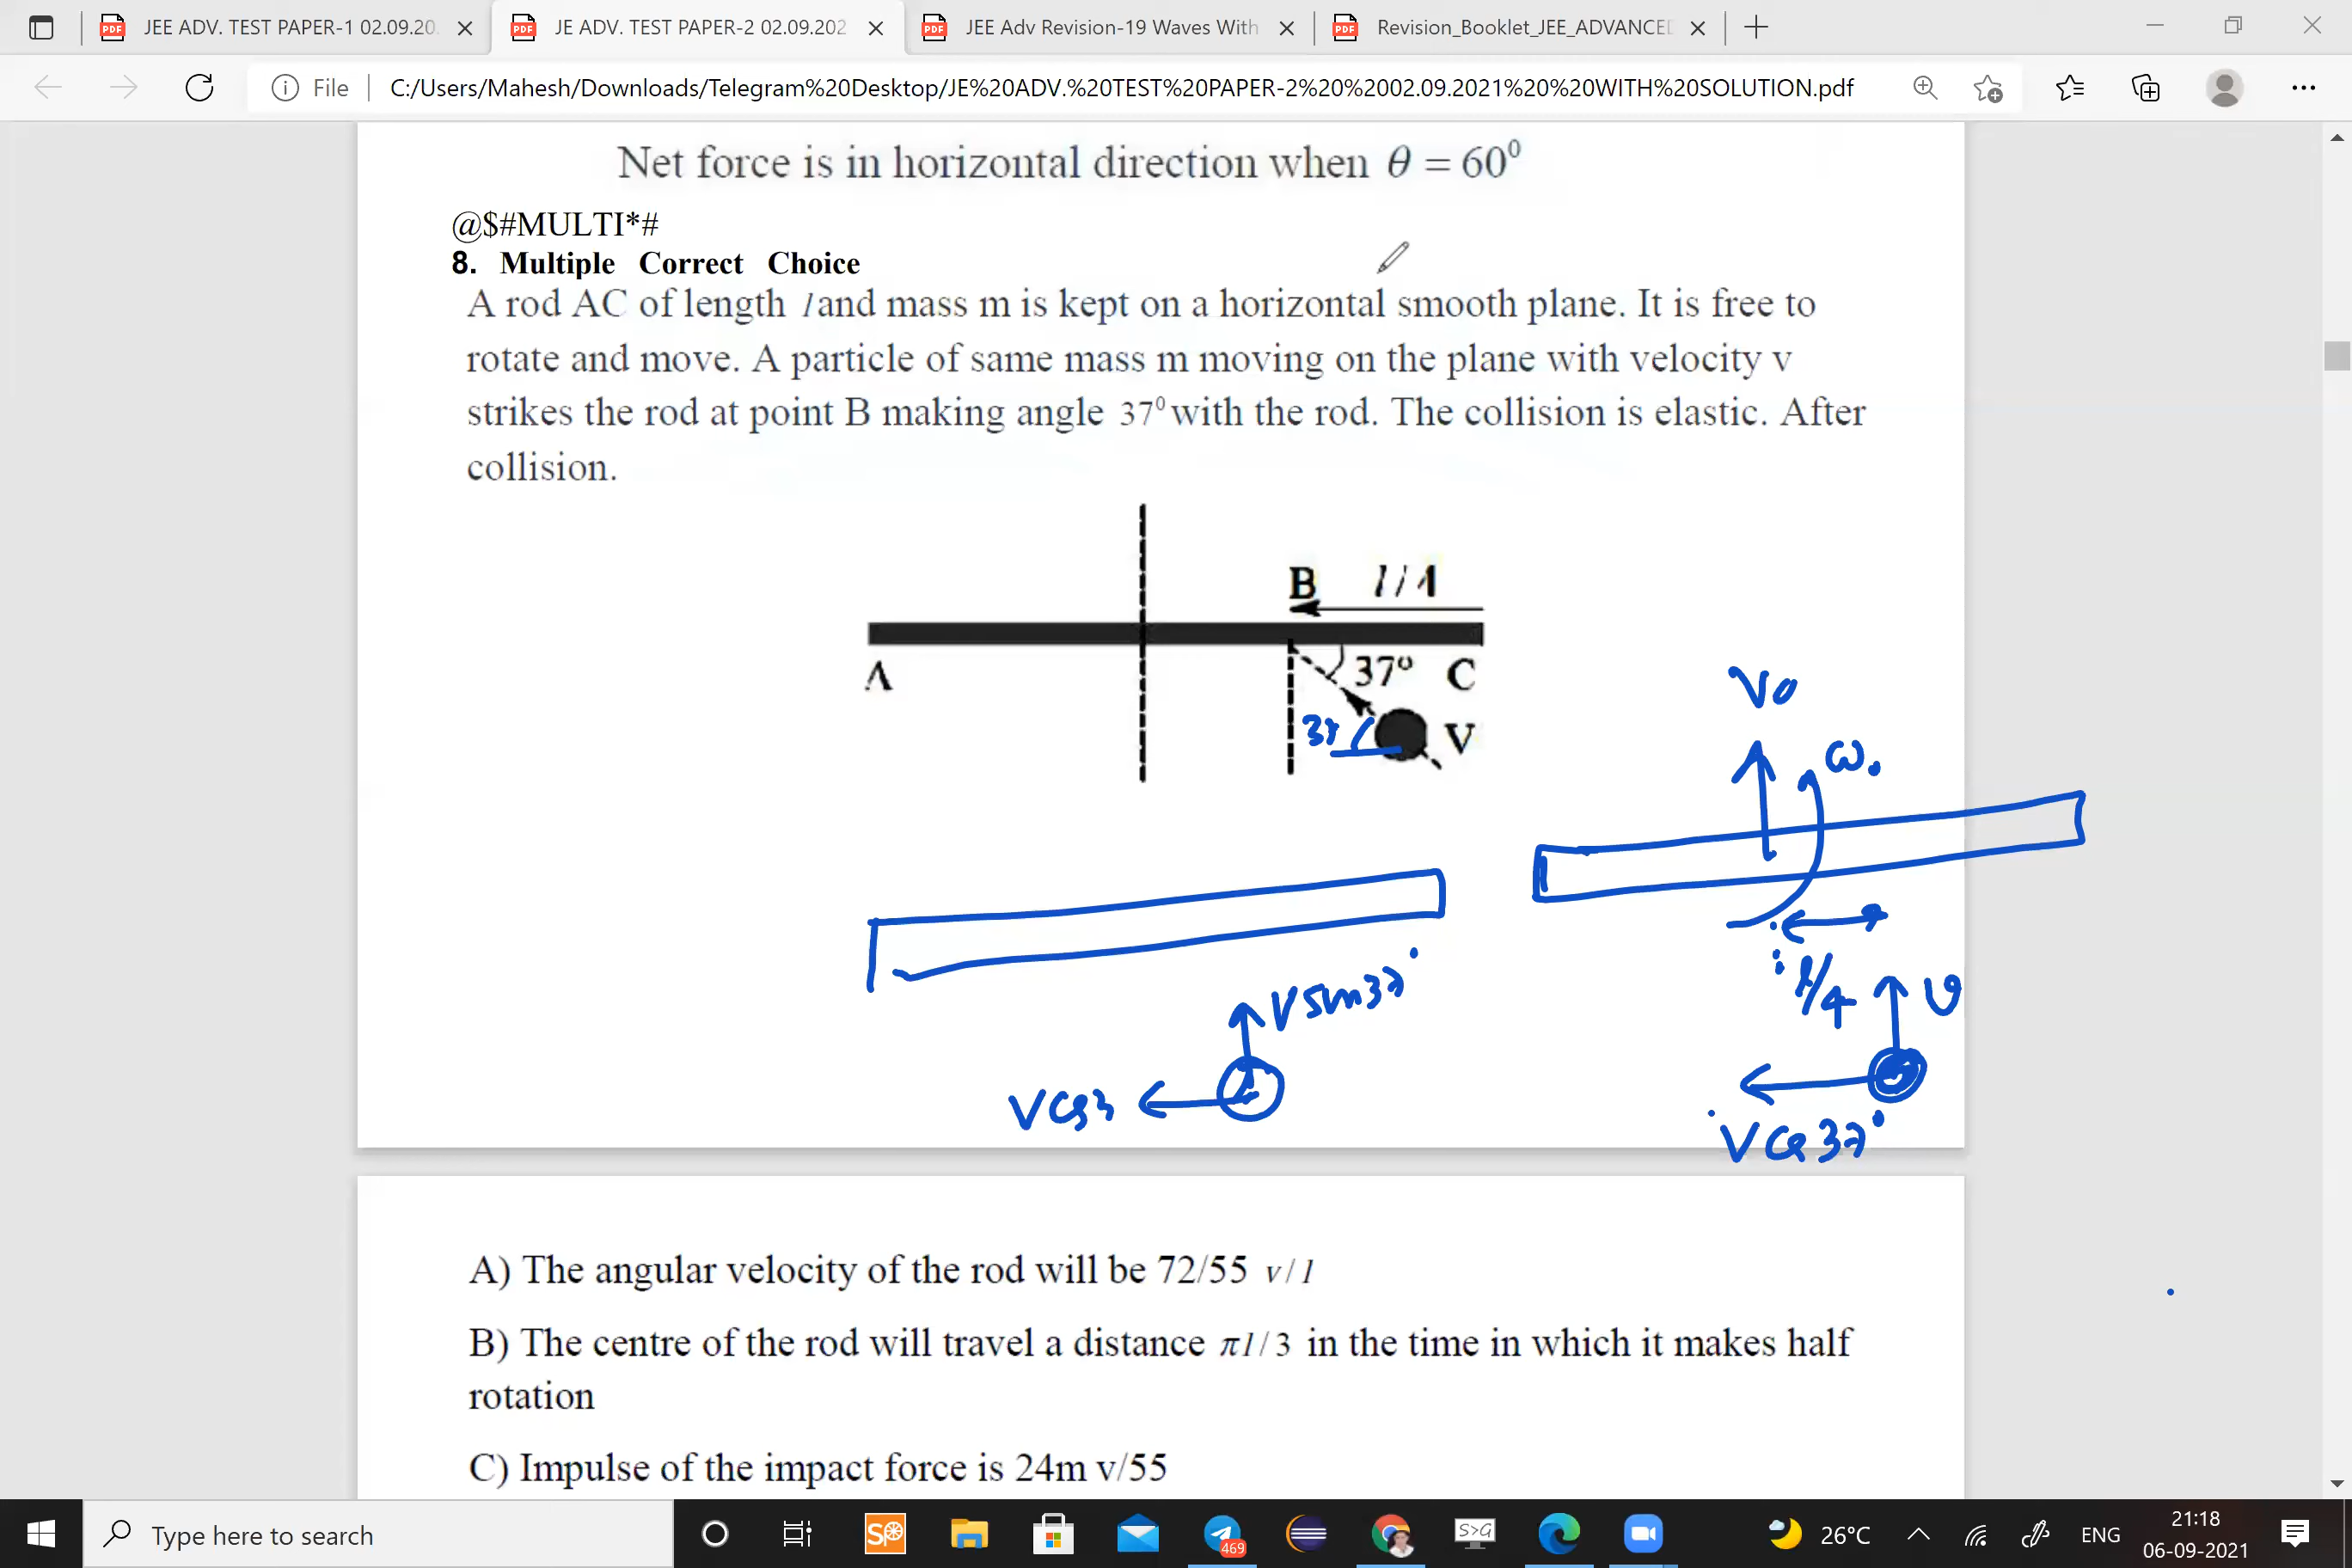 JEE ADV. TEST PAPER-1 02.09.20
JE ADV. TEST PAPER-2 02.09.202
JEE Adv Revision-19 Waves With
Revision_Booklet_JEE_ADVANCED
File
C:/Users/Mahesh/Downloads/Telegram%20Desktop/JE%20ADV.%20TEST%20PAPER-2%20%2002.09.2021%20%20WITH%20SOLUTION.pdf
Net force is in horizontal direction when θ = 60⁰
@$#MULTI*#
8. Multiple Correct Choice
A rod AC of length l and mass m is kept on a horizontal smooth plane. It is free to
rotate and move. A particle of same mass m moving on the plane with velocity v
strikes the rod at point B making angle 37⁰ with the rod. The collision is elastic. After
collision.
B l/4
A 37⁰ C
37 V
V0
ω.
V sin37°
l/4 v
V cos3
V cos 37°
A) The angular velocity of the rod will be 72/55 v/l
B) The centre of the rod will travel a distance πl/3 in the time in which it makes half
rotation
C) Impulse of the impact force is 24m v/55
Type here to search
SP
469
S>G
26°C
ENG
21:18
06-09-2021